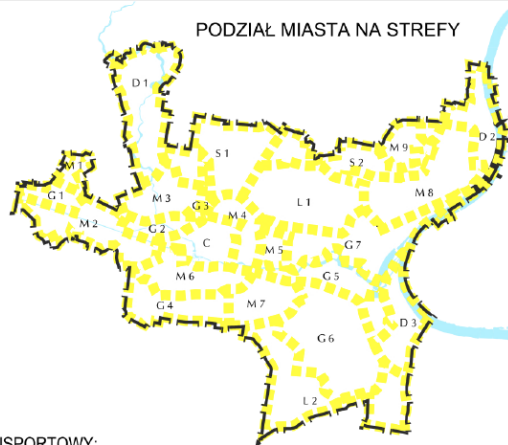 PODZIAŁ MIASTA NA STREFY
D 1
D 2
M 9
S 1
S 2
M 1
G 1
M 3
G 3
L 1
M 8
M 4
M 2
G 2
C
M 5
G 7
M 6
G 5
G 4
M 7
D 3
G 6
L 2
NSPORTOWY: